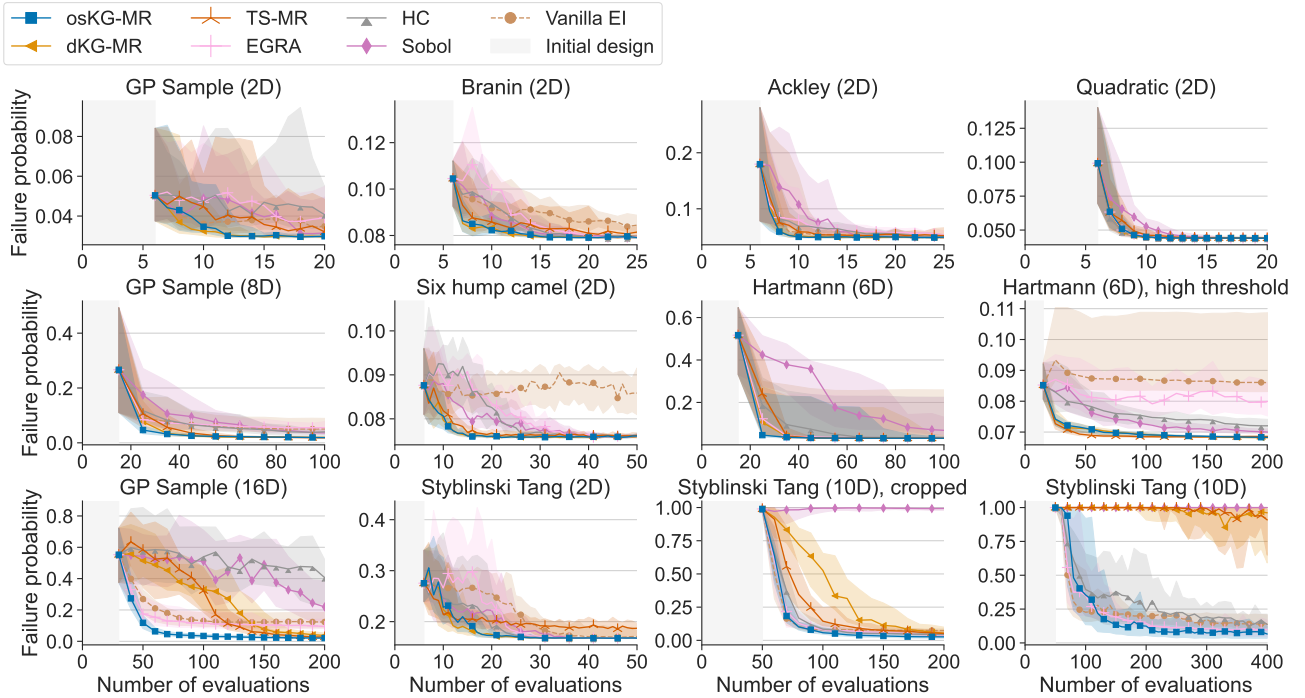 osKG-MR TS-MR HC Vanilla EI
dKG-MR EGRA Sobol Initial design
GP Sample (2D) Branin (2D) Ackley (2D) Quadratic (2D)
Failure probability
0.08
0.06
0.04
0 5 10 15 20
0.12
0.10
0.08
0 5 10 15 20 25
0.2
0.1
0 5 10 15 20 25
0.125
0.100
0.075
0.050
0 5 10 15 20
GP Sample (8D) Six hump camel (2D) Hartmann (6D) Hartmann (6D), high threshold
Failure probability
0.4
0.2
0.0
0 20 40 60 80 100
0.10
0.09
0.08
0 10 20 30 40 50
0.6
0.4
0.2
0 20 40 60 80 100
0.11
0.10
0.09
0.08
0.07
0 50 100 150 200
GP Sample (16D) Styblinski Tang (2D) Styblinski Tang (10D), cropped Styblinski Tang (10D)
Failure probability
0.8
0.6
0.4
0.2
0.0
0 50 100 150 200
0.4
0.3
0.2
0 10 20 30 40 50
1.00
0.75
0.50
0.25
0.00
0 50 100 150 200
1.00
0.75
0.50
0.25
0.00
0 100 200 300 400
Number of evaluations Number of evaluations Number of evaluations Number of evaluations